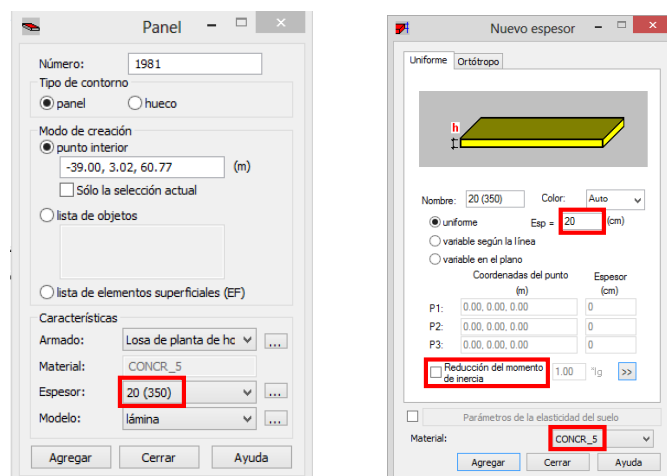 Panel
Número: 1981
Tipo de contorno
panel hueco
Modo de creación
punto interior
-39.00, 3.02, 60.77 (m)
Sólo la selección actual
lista de objetos
lista de elementos superficiales (EF)
Características
Armado: Losa de planta de hc ...
Material: CONCR_5
Espesor: 20 (350) ...
Modelo: lámina ...
Agregar Cerrar Ayuda
Nuevo espesor
Uniforme Ortótropo
h
Nombre: 20 (350) Color: Auto
uniforme Esp = 20 (cm)
variable según la línea
variable en el plano
Coordenadas del punto Espesor
(m) (cm)
P1: 0.00, 0.00, 0.00 0
P2: 0.00, 0.00, 0.00 0
P3: 0.00, 0.00, 0.00 0
Reducción del momento
de inercia 1.00 *Ig >>
Parámetros de la elasticidad del suelo
Material: CONCR_5
Agregar Cerrar Ayuda